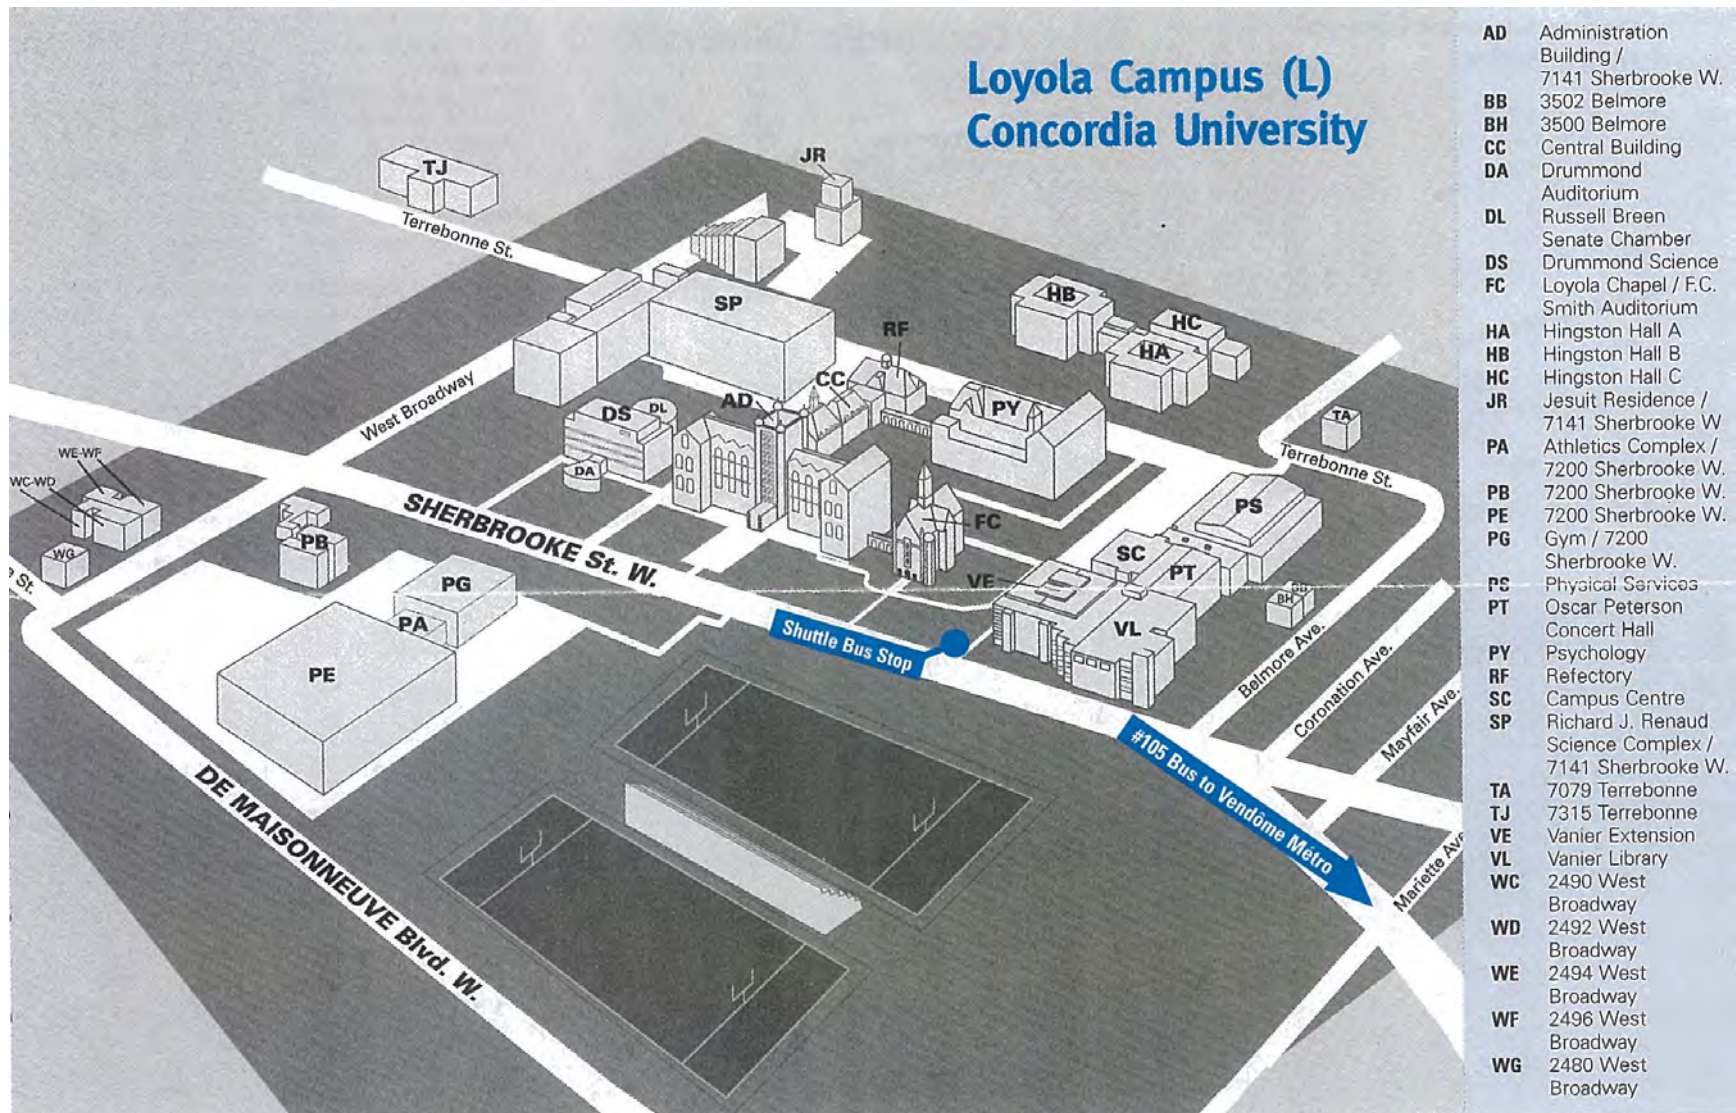 Loyola Campus (L)
Concordia University
TJ
JR
Terrebonne St.
SP
HB
HC
RF
HA
CC
PY
AD
DS
DL
TA
West Broadway
DA
Terrebonne St.
WE-WF
WC-WD
PS
SHERBROOKE St. W.
FC
PB
WG
SC
VE
PT
PG
BB
BH
St.
PA
VL
Shuttle Bus Stop
PE
Belmore Ave.
Coronation Ave.
Mayfair Ave.
#105 Bus to Vendôme Métro
Mariette Ave
DE MAISONNEUVE Blvd. W.
AD Administration
Building /
7141 Sherbrooke W.
BB 3502 Belmore
BH 3500 Belmore
CC Central Building
DA Drummond
Auditorium
DL Russell Breen
Senate Chamber
DS Drummond Science
FC Loyola Chapel / F.C.
Smith Auditorium
HA Hingston Hall A
HB Hingston Hall B
HC Hingston Hall C
JR Jesuit Residence /
7141 Sherbrooke W
PA Athletics Complex /
7200 Sherbrooke W.
PB 7200 Sherbrooke W.
PE 7200 Sherbrooke W.
PG Gym / 7200
Sherbrooke W.
PS Physical Services
PT Oscar Peterson
Concert Hall
PY Psychology
RF Refectory
SC Campus Centre
SP Richard J. Renaud
Science Complex /
7141 Sherbrooke W.
TA 7079 Terrebonne
TJ 7315 Terrebonne
VE Vanier Extension
VL Vanier Library
WC 2490 West
Broadway
WD 2492 West
Broadway
WE 2494 West
Broadway
WF 2496 West
Broadway
WG 2480 West
Broadway